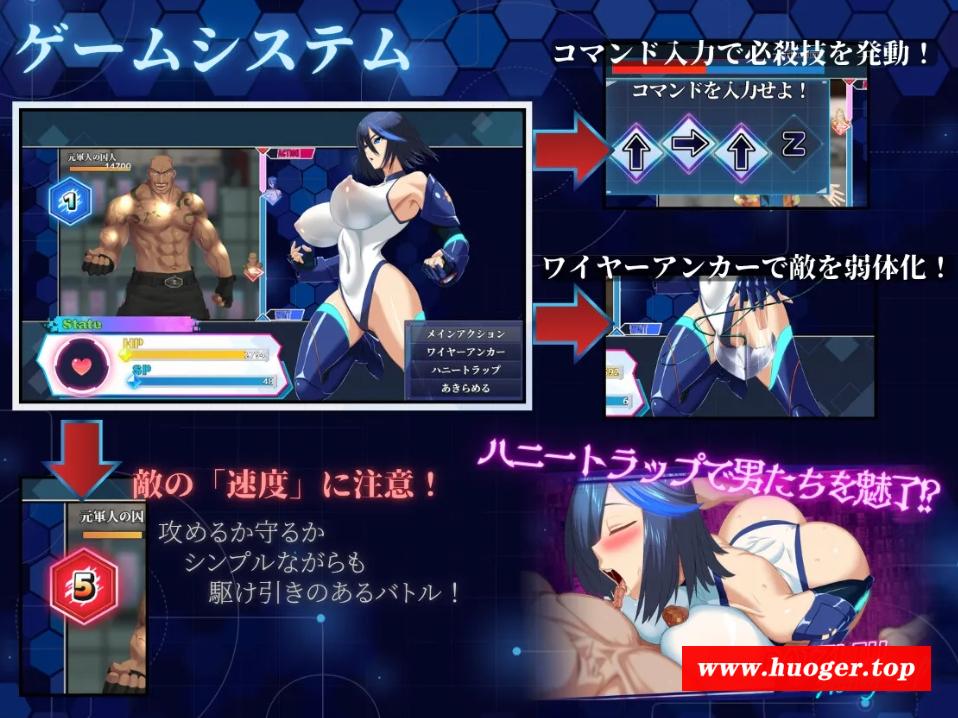 ゲームシステム
コマンド入力で必殺技を発動！
コマンドを入力せよ！
Z
元軍人の囚人
14700
ACTION
1
State
HP
SP
48
メインアクション
ワイヤーアンカー
ハニートラップ
あきらめる
ワイヤーアンカーで敵を弱体化！
6
敵の「速度」に注意！
元軍人の囚
5
攻めるか守るか
シンプルながらも
駆け引きのあるバトル！
ハニートラップで男たちを魅了!?
www.huoger.top